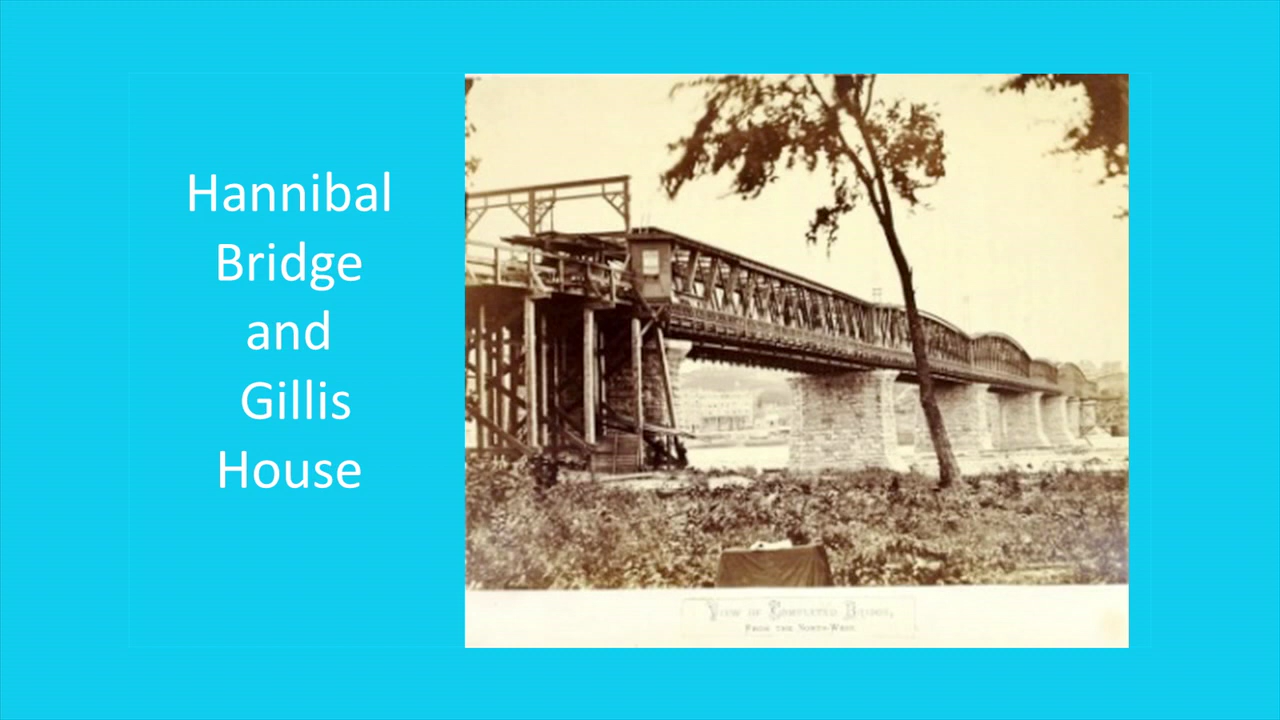 Hannibal
Bridge
and
Gillis
House
View of Completed Bridge,
From the North-West